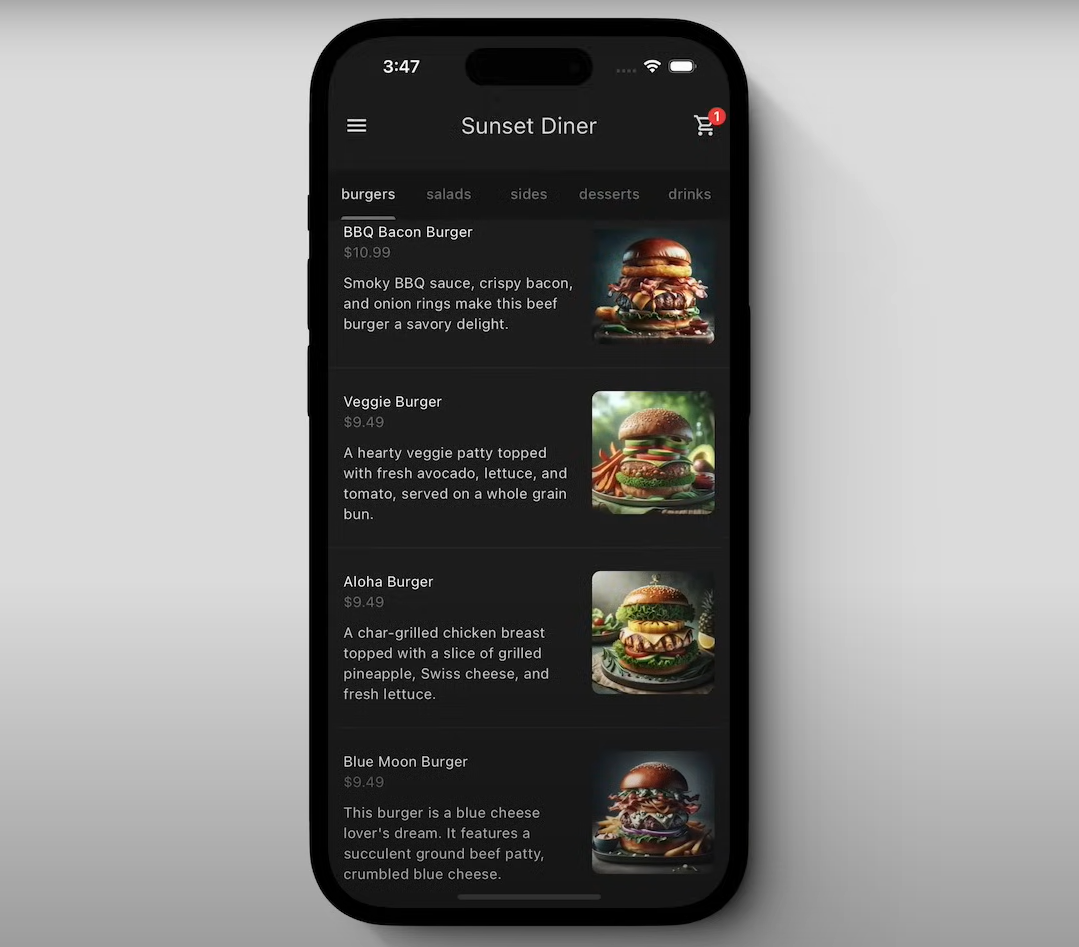 3:47
Sunset Diner
1
burgers salads sides desserts drinks
BBQ Bacon Burger
$10.99
Smoky BBQ sauce, crispy bacon,
and onion rings make this beef
burger a savory delight.
Veggie Burger
$9.49
A hearty veggie patty topped
with fresh avocado, lettuce, and
tomato, served on a whole grain
bun.
Aloha Burger
$9.49
A char-grilled chicken breast
topped with a slice of grilled
pineapple, Swiss cheese, and
fresh lettuce.
Blue Moon Burger
$9.49
This burger is a blue cheese
lover's dream. It features a
succulent ground beef patty,
crumbled blue cheese.